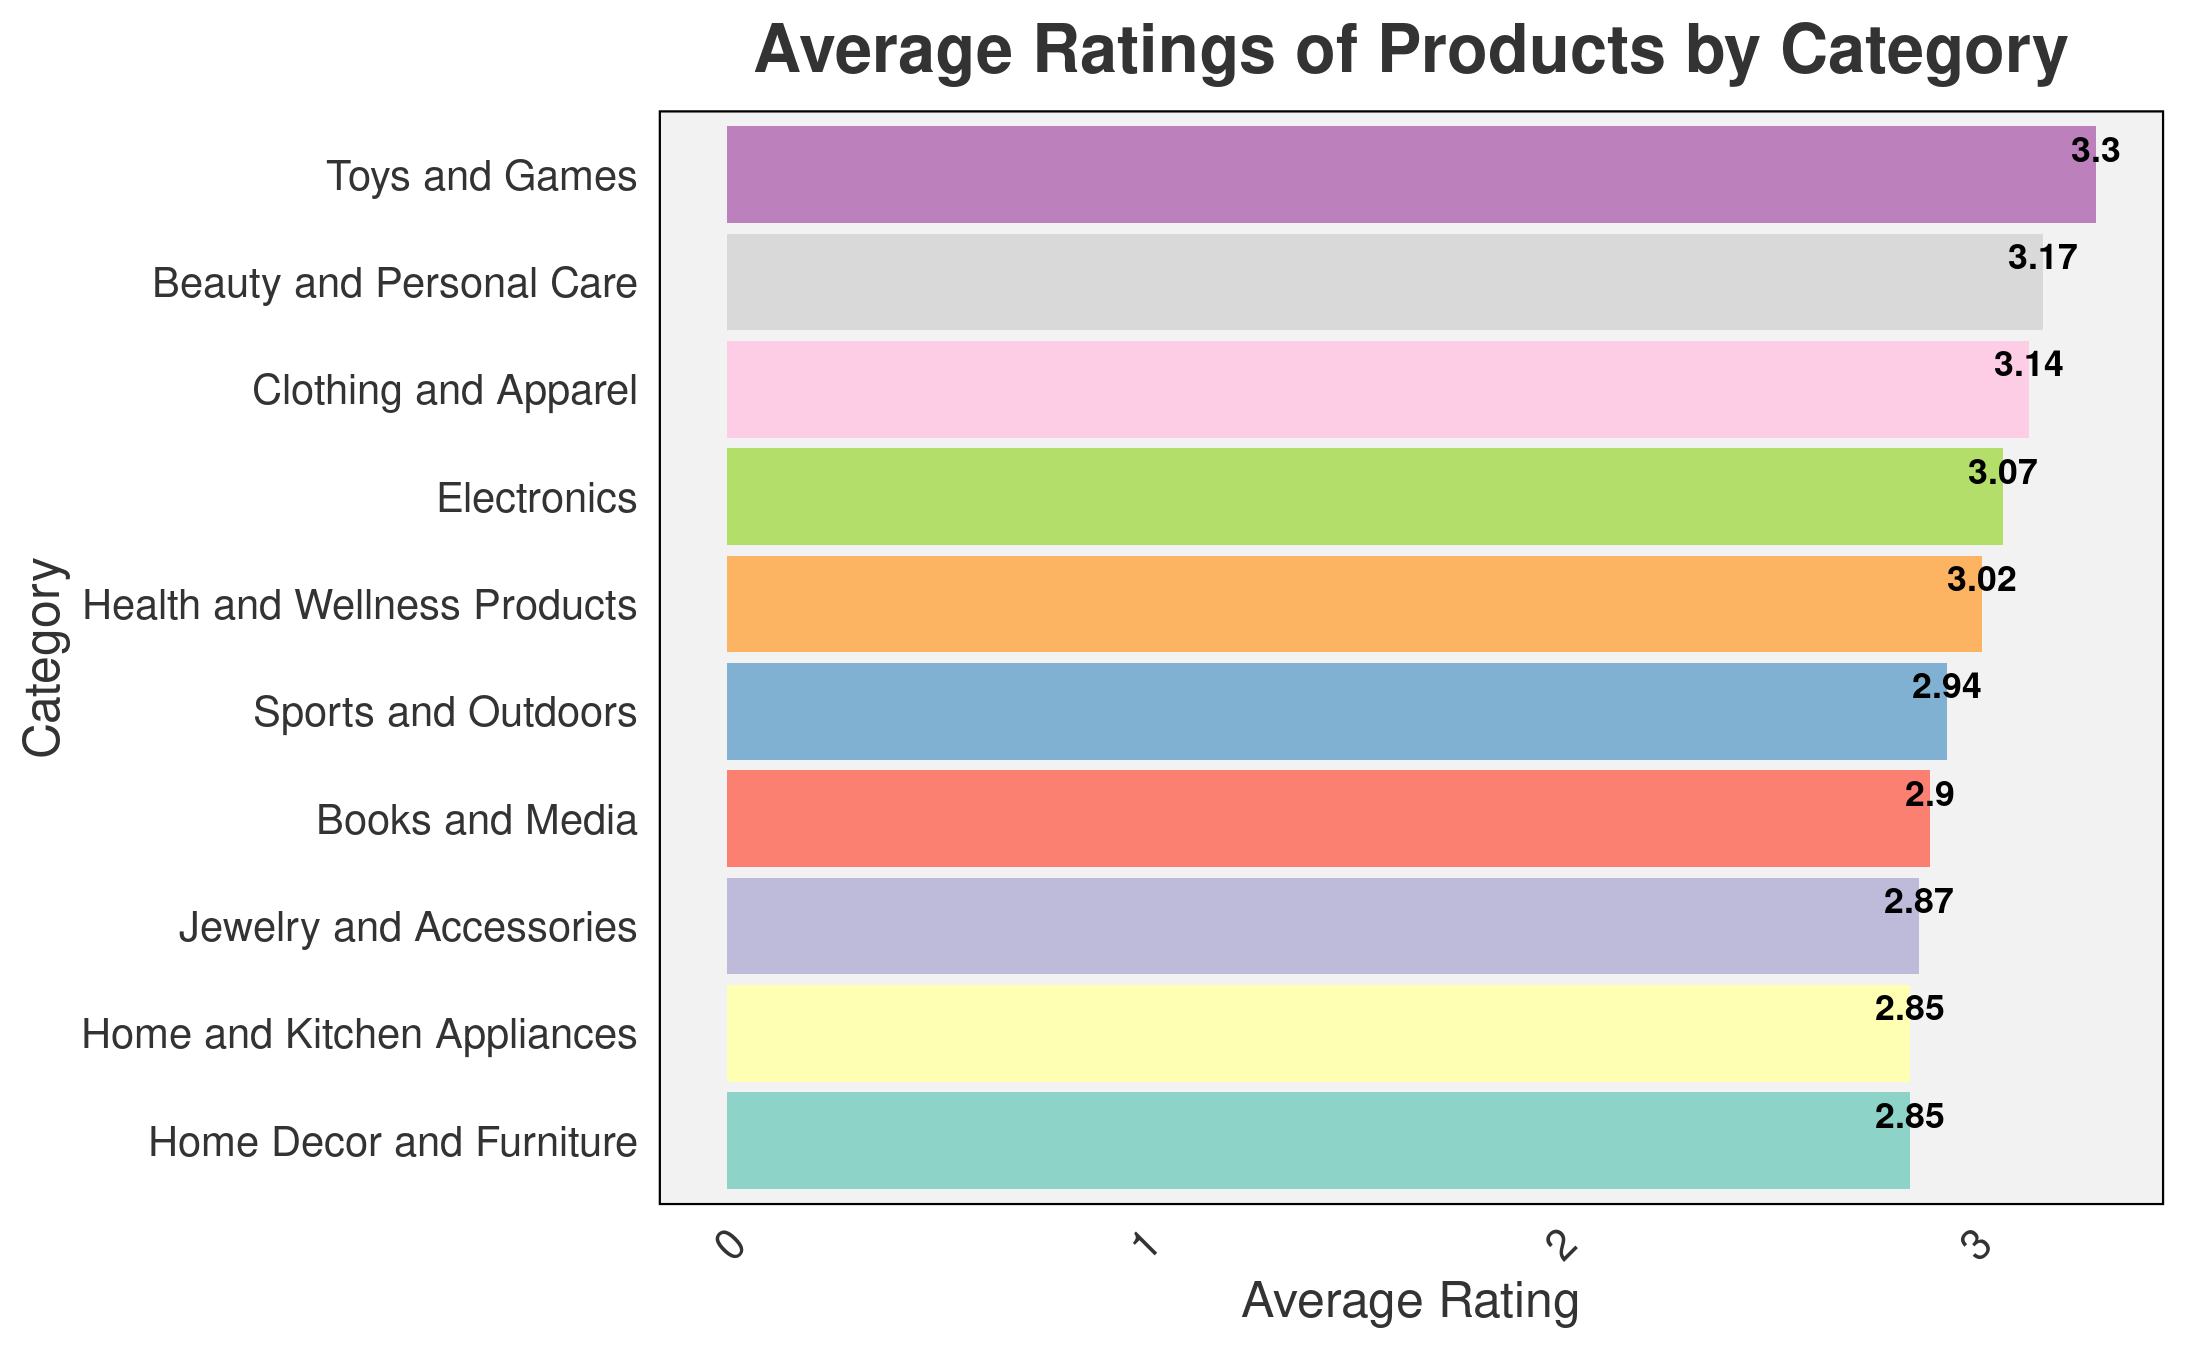 Average Ratings of Products by Category
Toys and Games
3.3
Beauty and Personal Care
3.17
Clothing and Apparel
3.14
Electronics
3.07
Health and Wellness Products
3.02
Sports and Outdoors
2.94
Books and Media
2.9
Jewelry and Accessories
2.87
Home and Kitchen Appliances
2.85
Home Decor and Furniture
2.85
Category
0
1
2
3
Average Rating